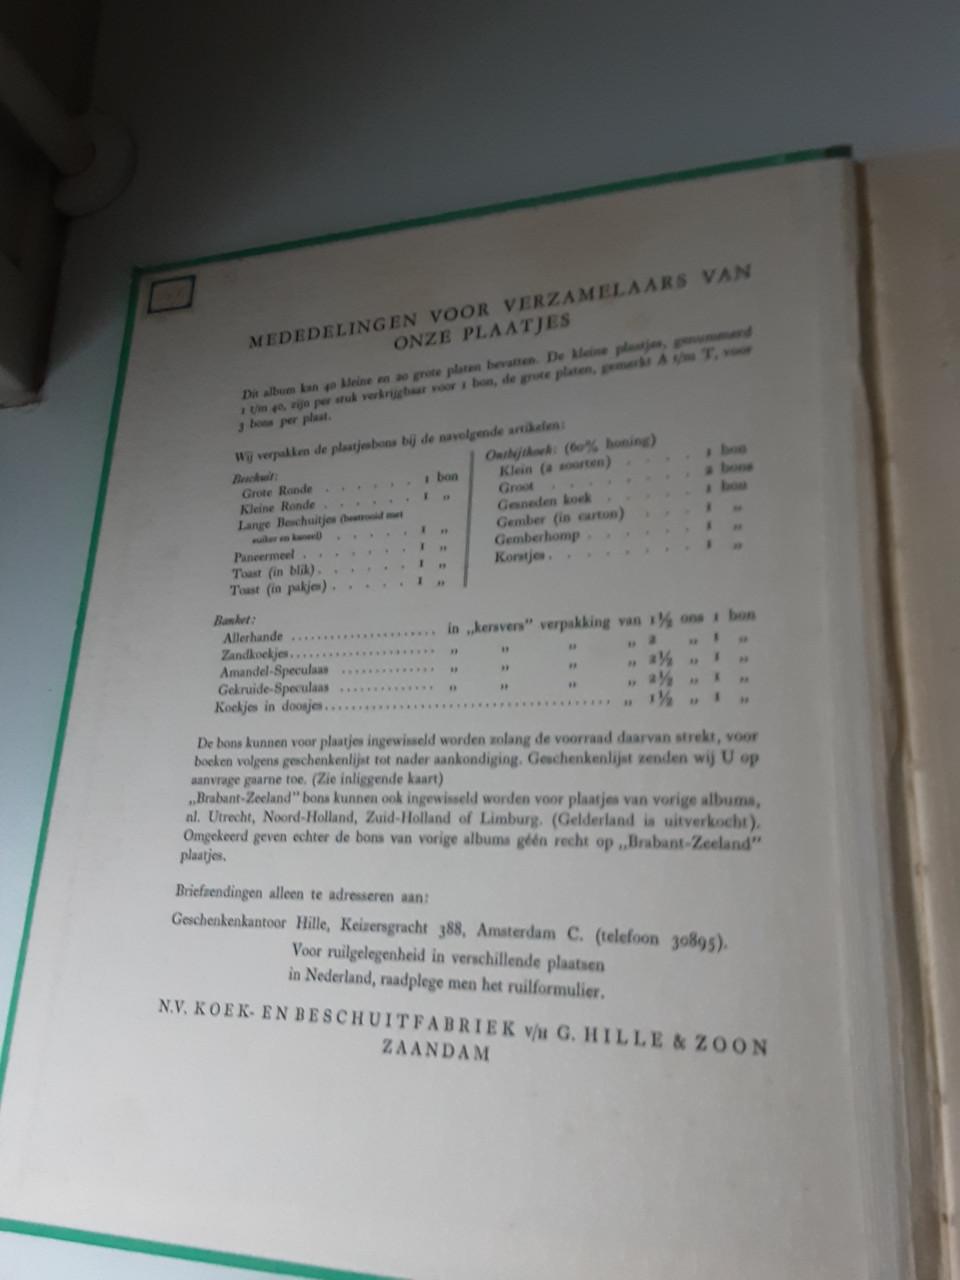 MEDEDELINGEN VOOR VERZAMELAARS VAN
ONZE PLAATJES
Dit album kan 40 kleine en 20 grote platen bevatten. De kleine plaatjes, genummerd
1 t/m 40, zijn per stuk verkrijgbaar voor 1 bon, de grote platen, gemerkt A t/m T, voor
3 bons per plaat.
Wij verpakken de plaatjesbons bij de navolgende artikelen:
Beschuit:
Grote Ronde . . . . . . 1 bon
Kleine Ronde . . . . . . 1 „
Lange Beschuitjes (bestrooid met
suiker en kaneel) . . . . . 1 „
Paneermeel . . . . . . . 1 „
Toast (in blik) . . . . . . 1 „
Toast (in pakjes) . . . . . 1 „
Ontbijtkoek: (60% honing)
Klein (2 soorten) . . . . 1 bon
Groot . . . . . . . . 2 bons
Gesneden koek . . . . . 1 bon
Gember (in carton) . . . 1 „
Gemberhomp . . . . . . 1 „
Korstjes . . . . . . . . 1 „
Banket:
Allerhande ...................... in „kersvers” verpakking van 1½ ons 1 bon
Zandkoekjes...................... „ „ „ „ 2 „ 1 „
Amandel-Speculaas .............. „ „ „ „ 2½ „ 1 „
Gekruide-Speculaas .............. „ „ „ „ 2½ „ 1 „
Koekjes in doosjes.......................................... „ 1½ „ 1 „
De bons kunnen voor plaatjes ingewisseld worden zolang de voorraad daarvan strekt, voor
boeken volgens geschenkenlijst tot nader aankondiging. Geschenkenlijst zenden wij U op
aanvrage gaarne toe. (Zie inliggende kaart)
„Brabant-Zeeland” bons kunnen ook ingewisseld worden voor plaatjes van vorige albums,
nl. Utrecht, Noord-Holland, Zuid-Holland of Limburg. (Gelderland is uitverkocht).
Omgekeerd geven echter de bons van vorige albums géén recht op „Brabant-Zeeland”
plaatjes.
Briefzendingen alleen te adresseren aan:
Geschenkenkantoor Hille, Keizersgracht 388, Amsterdam C. (telefoon 30895).
Voor ruilgelegenheid in verschillende plaatsen
in Nederland, raadplege men het ruilformulier.
N.V. KOEK- EN BESCHUITFABRIEK v/h G. HILLE & ZOON
ZAANDAM